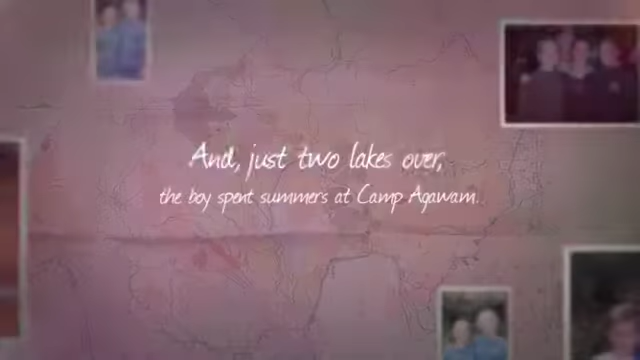 And, just two lakes over,
the boy spent summers at Camp Agawam.